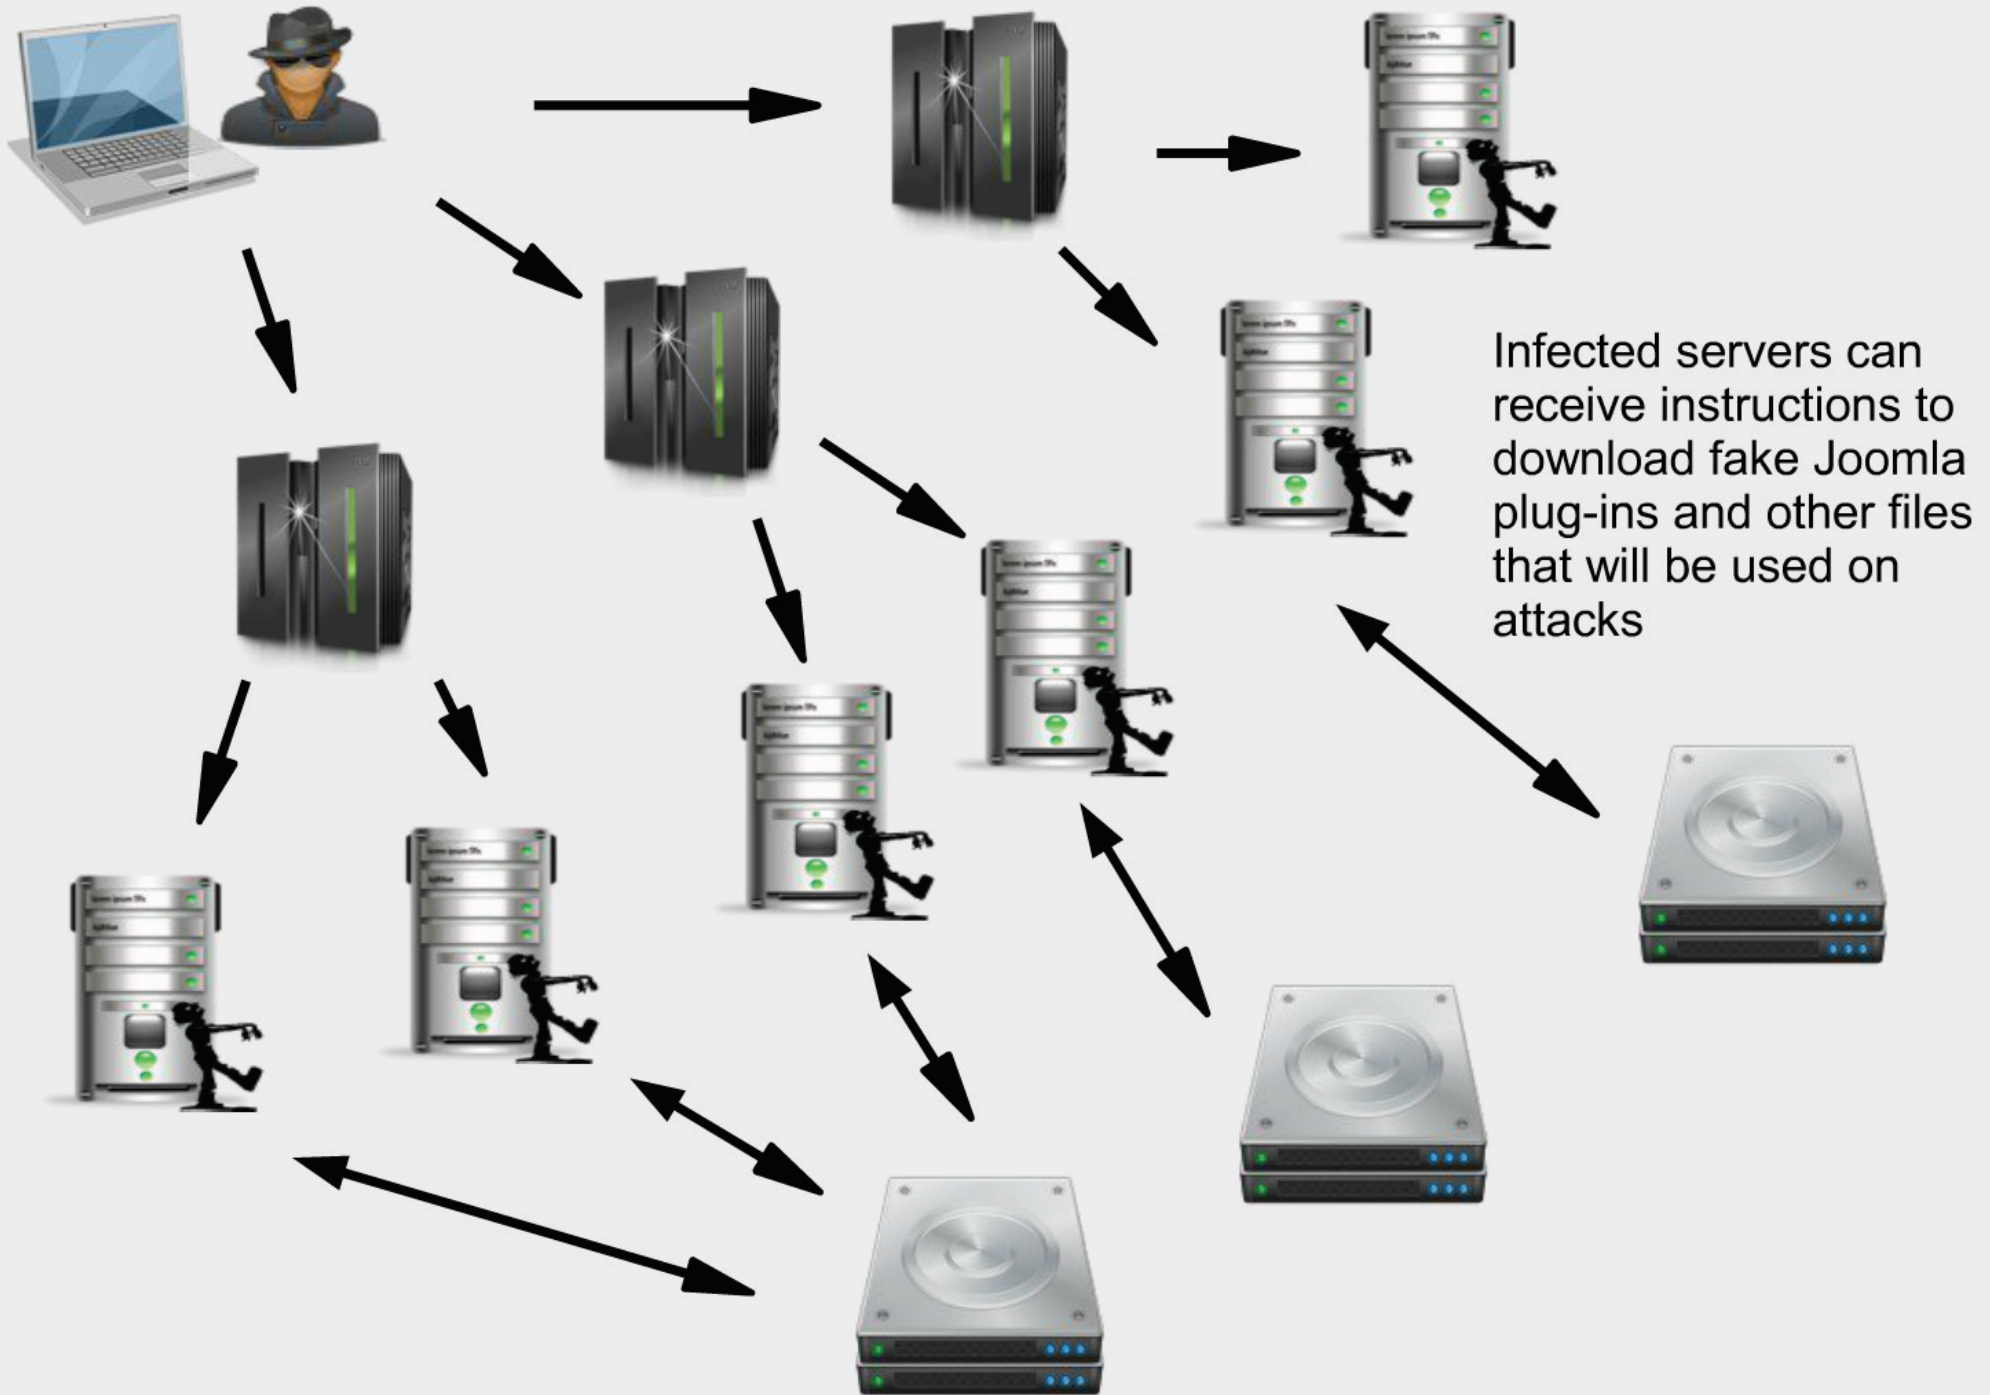 Infected servers can
receive instructions to
download fake Joomla
plug-ins and other files
that will be used on
attacks